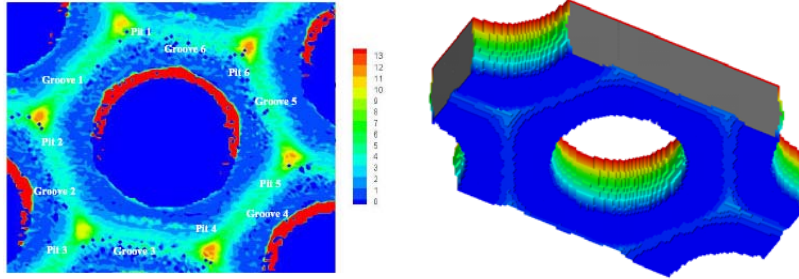 Pit 1
Groove 6
Pit 6
Groove 1
Groove 5
Pit 2
Pit 5
Groove 2
Groove 4
Pit 4
Pit 3
Groove 3
13
12
11
10
9
8
7
6
5
4
3
2
1
0